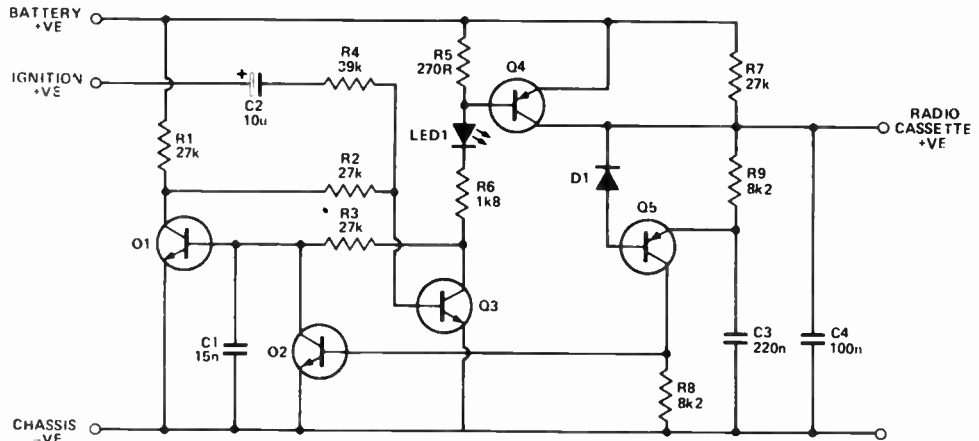 BATTERY
+VE
IGNITION
+VE
C2
10u
R4
39k
R5
270R
Q4
R7
27k
RADIO
CASSETTE
+VE
R1
27k
LED1
R2
27k
R6
1k8
D1
R9
8k2
R3
27k
Q5
O1
Q3
C1
15n
O2
C3
220n
C4
100n
R8
8k2
CHASSIS
-VE